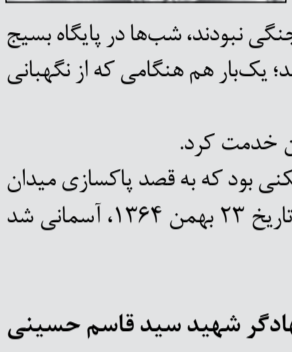 جنگی نبودند، شب‌ها در پایگاه بسیج
ند؛ یک‌بار هم هنگامی که از نگهبانی
ن خدمت کرد.
کنی بود که به قصد پاکسازی میدان
تاریخ ۲۳ بهمن ۱۳۶۴، آسمانی شد
هادگر شهید سید قاسم حسینی